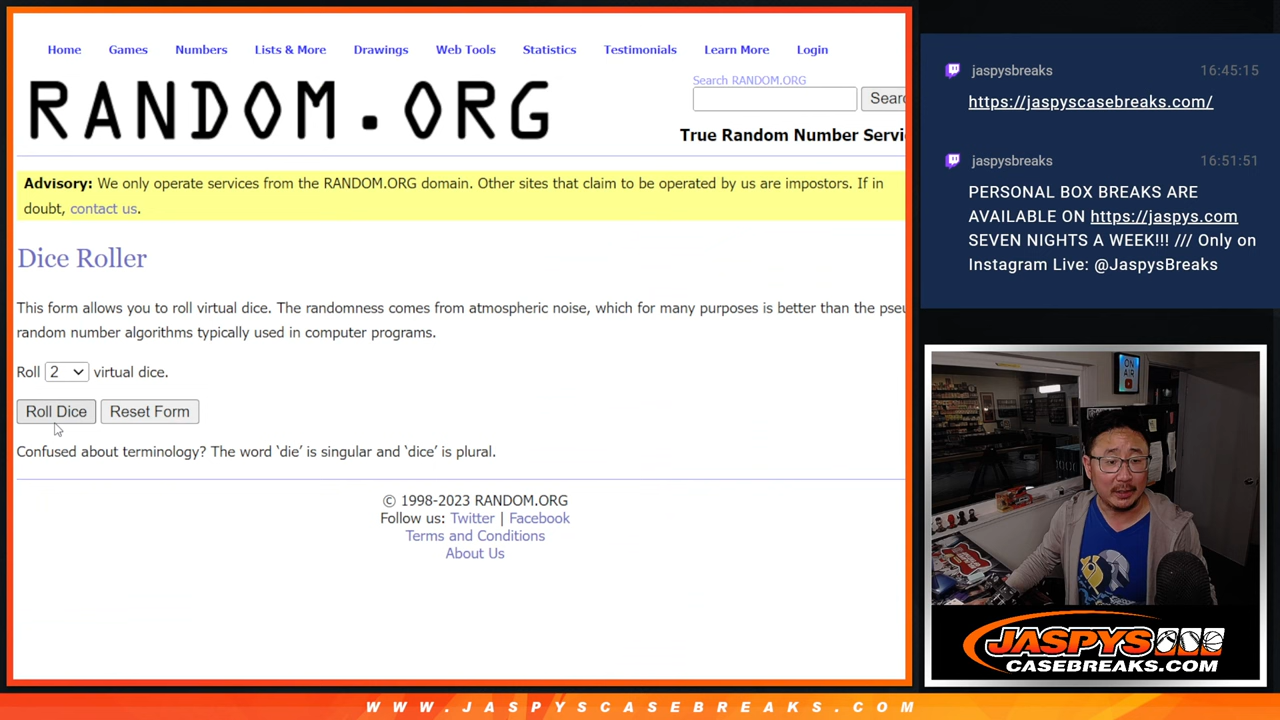 Home Games Numbers Lists & More Drawings Web Tools Statistics Testimonials Learn More Login
RANDOM.ORG
Search RANDOM.ORG
Searc
True Random Number Servi
Advisory: We only operate services from the RANDOM.ORG domain. Other sites that claim to be operated by us are impostors. If in
doubt, contact us.
Dice Roller
This form allows you to roll virtual dice. The randomness comes from atmospheric noise, which for many purposes is better than the pseu
random number algorithms typically used in computer programs.
Roll 2 virtual dice.
Roll Dice Reset Form
Confused about terminology? The word ‘die’ is singular and ‘dice’ is plural.
© 1998-2023 RANDOM.ORG
Follow us: Twitter | Facebook
Terms and Conditions
About Us
jaspysbreaks 16:45:15
https://jaspyscasebreaks.com/
jaspysbreaks 16:51:51
PERSONAL BOX BREAKS ARE
AVAILABLE ON https://jaspys.com
SEVEN NIGHTS A WEEK!!! /// Only on
Instagram Live: @JaspysBreaks
ON
AIR
JASPYS
CASEBREAKS.COM
WWW.JASPYSCASEBREAKS.COM